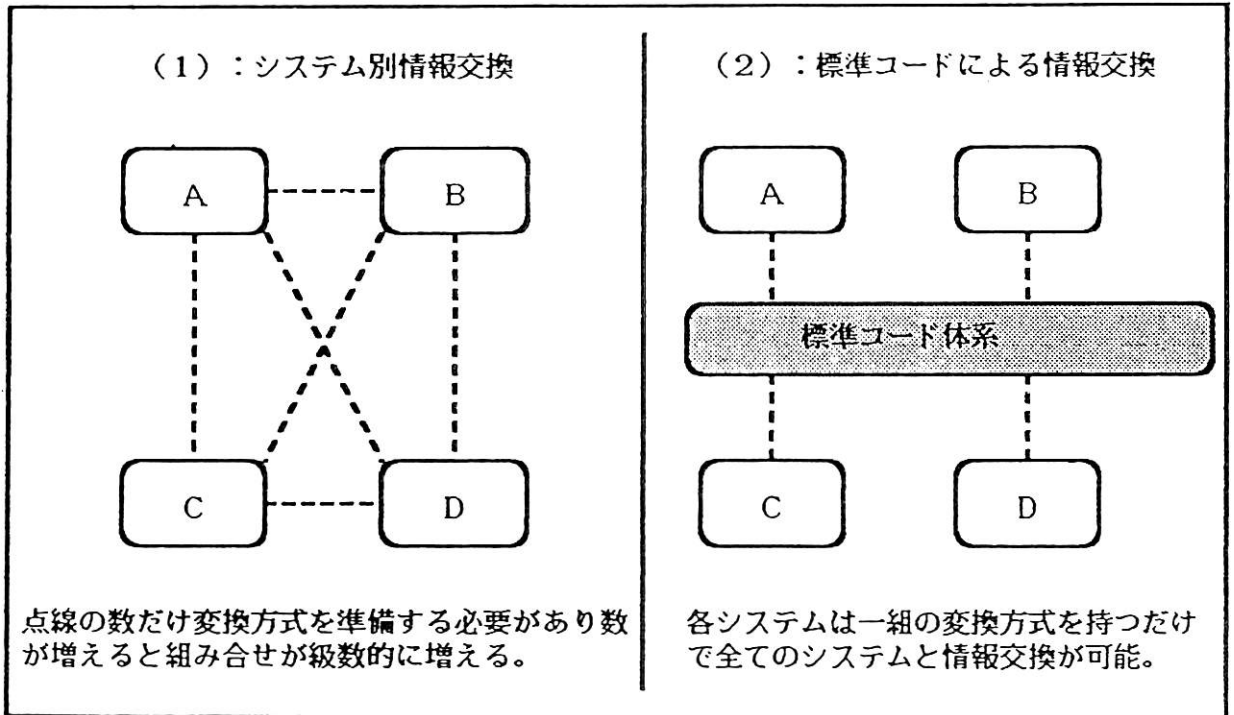 (1):システム別情報交換
A
B
C
D
点線の数だけ変換方式を準備する必要があり数
が増えると組み合せが級数的に増える。
(2):標準コードによる情報交換
A
B
標準コード体系
C
D
各システムは一組の変換方式を持つだけ
で全てのシステムと情報交換が可能。